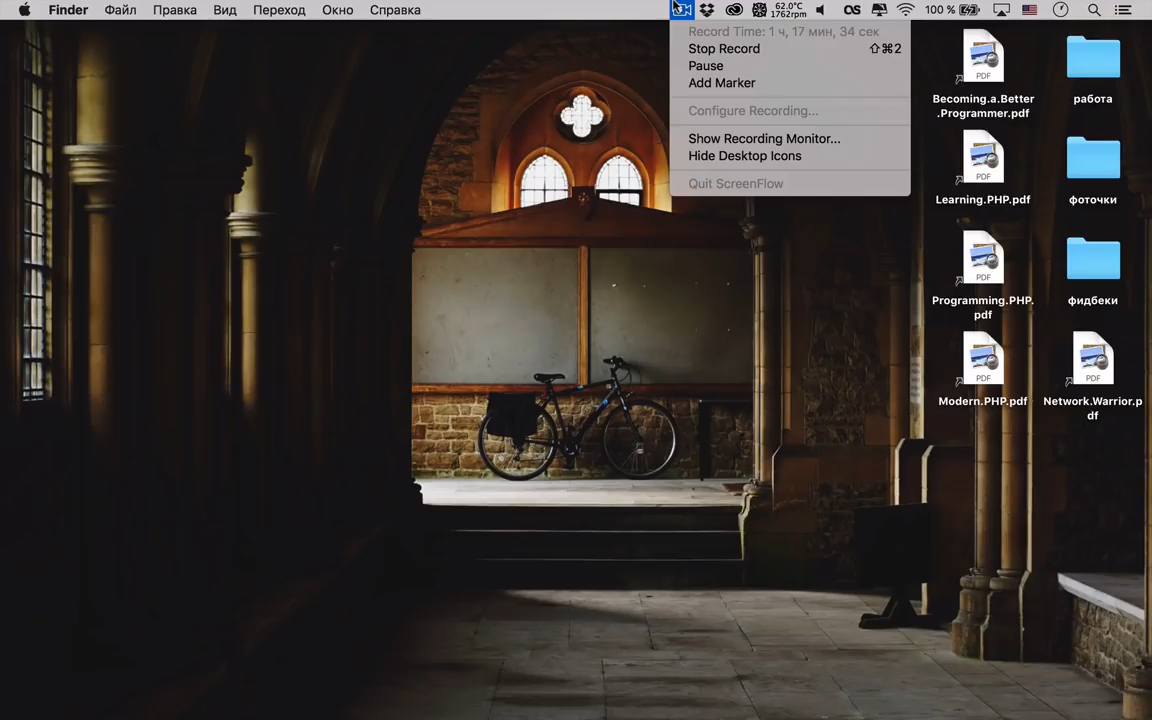 Finder Файл Правка Вид Переход Окно Справка 62.0°C 100 %
1762rpm
Record Time: 1 ч, 17 мин, 34 сек
Stop Record ⇧⌘2
Pause
Add Marker
Configure Recording...
Show Recording Monitor...
Hide Desktop Icons
Quit ScreenFlow
PDF
Becoming.a.Better
.Programmer.pdf
работа
PDF
Learning.PHP.pdf
фоточки
PDF
Programming.PHP.
pdf
фидбеки
PDF
Modern.PHP.pdf
PDF
Network.Warrior.p
df